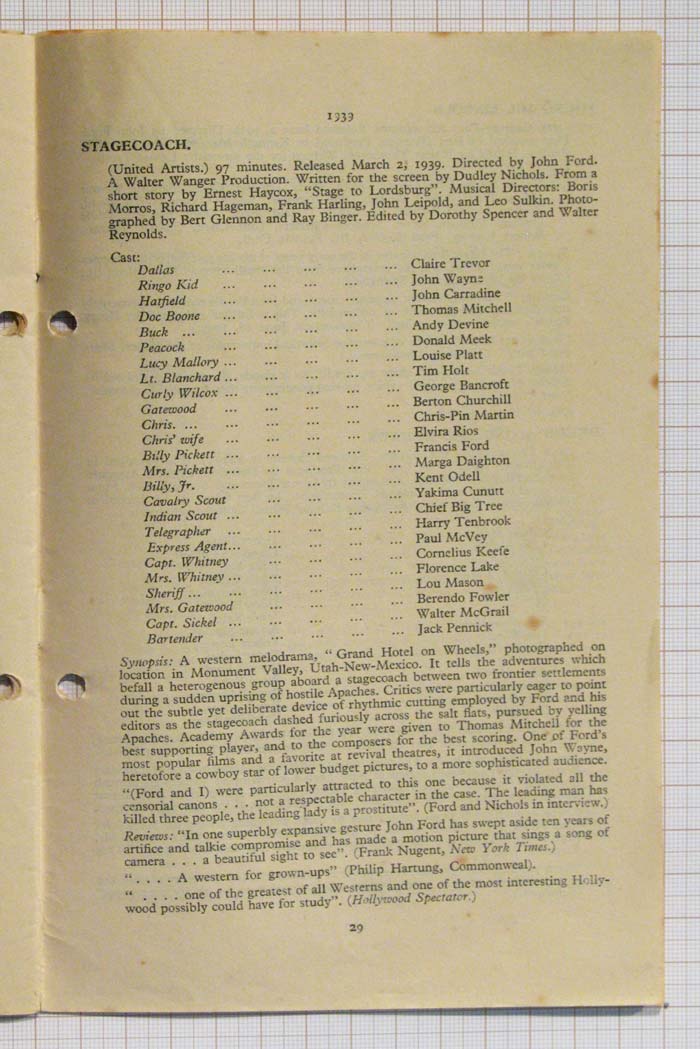 1939
STAGECOACH.
(United Artists.) 97 minutes. Released March 2, 1939. Directed by John Ford.
A Walter Wanger Production. Written for the screen by Dudley Nichols. From a
short story by Ernest Haycox, "Stage to Lordsburg". Musical Directors: Boris
Morros, Richard Hageman, Frank Harling, John Leipold, and Leo Sulkin. Photo-
graphed by Bert Glennon and Ray Binger. Edited by Dorothy Spencer and Walter
Reynolds.
Cast:
Dallas ... ... ... ... ... Claire Trevor
Ringo Kid ... ... ... ... ... John Wayne
Hatfield ... ... ... ... ... John Carradine
Doc Boone ... ... ... ... ... Thomas Mitchell
Buck ... ... ... ... ... ... Andy Devine
Peacock ... ... ... ... ... Donald Meek
Lucy Mallory ... ... ... ... ... Louise Platt
Lt. Blanchard ... ... ... ... ... Tim Holt
Curly Wilcox ... ... ... ... ... George Bancroft
Gatewood ... ... ... ... ... Berton Churchill
Chris. ... ... ... ... ... ... Chris-Pin Martin
Chris' wife ... ... ... ... ... Elvira Rios
Billy Pickett ... ... ... ... ... Francis Ford
Mrs. Pickett ... ... ... ... ... Marga Daighton
Billy, Jr. ... ... ... ... ... Kent Odell
Cavalry Scout ... ... ... ... Yakima Cunutt
Indian Scout ... ... ... ... ... Chief Big Tree
Telegrapher ... ... ... ... ... Harry Tenbrook
Express Agent... ... ... ... ... Paul McVey
Capt. Whitney ... ... ... ... Cornelius Keefe
Mrs. Whitney ... ... ... ... ... Florence Lake
Sheriff ... ... ... ... ... ... Lou Mason
Mrs. Gatewood ... ... ... ... Berendo Fowler
Capt. Sickel ... ... ... ... ... Walter McGrail
Bartender ... ... ... ... ... Jack Pennick
Synopsis: A western melodrama, "Grand Hotel on Wheels," photographed on
location in Monument Valley, Utah-New-Mexico. It tells the adventures which
befall a heterogenous group aboard a stagecoach between two frontier settlements
during a sudden uprising of hostile Apaches. Critics were particularly eager to point
out the subtle yet deliberate device of rhythmic cutting employed by Ford and his
editors as the stagecoach dashed furiously across the salt flats, pursued by yelling
Apaches. Academy Awards for the year were given to Thomas Mitchell for the
best supporting player, and to the composers for the best scoring. One of Ford's
most popular films and a favorite at revival theatres, it introduced John Wayne,
heretofore a cowboy star of lower budget pictures, to a more sophisticated audience.
"(Ford and I) were particularly attracted to this one because it violated all the
censorial canons . . . not a respectable character in the case. The leading man has
killed three people, the leading lady is a prostitute". (Ford and Nichols in interview.)
Reviews: "In one superbly expansive gesture John Ford has swept aside ten years of
artifice and talkie compromise and has made a motion picture that sings a song of
camera . . . a beautiful sight to see". (Frank Nugent, New York Times.)
" . . . . A western for grown-ups" (Philip Hartung, Commonweal).
" . . . . one of the greatest of all Westerns and one of the most interesting Holly-
wood possibly could have for study". (Hollywood Spectator.)
29